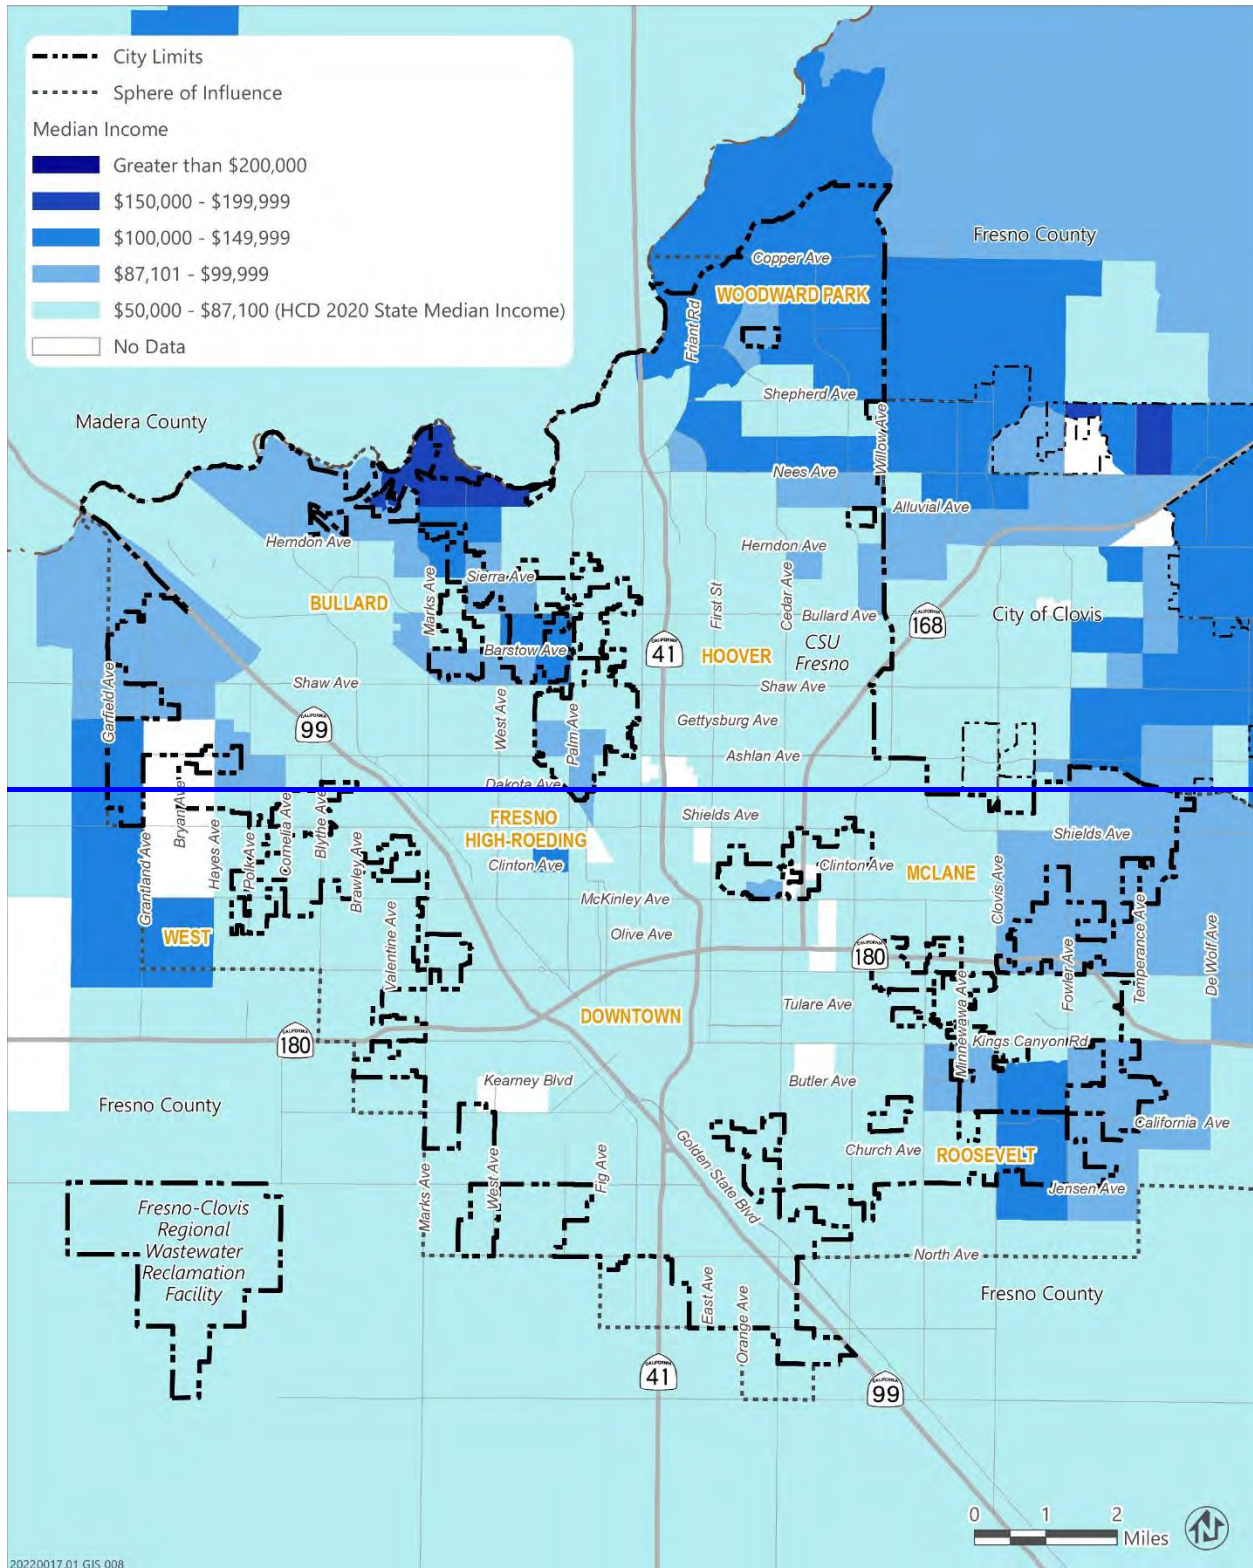 City Limits
Sphere of Influence
Median Income
Greater than $200,000
$150,000 - $199,999
$100,000 - $149,999
$87,101 - $99,999
$50,000 - $87,100 (HCD 2020 State Median Income)
No Data
Fresno County
Copper Ave
WOODWARD PARK
Friant Rd
Shepherd Ave
Madera County
Willow Ave
Nees Ave
Alluvial Ave
Herndon Ave
Herndon Ave
Sierra Ave
Marks Ave
BULLARD
First St
Cedar Ave
Bullard Ave
CALIFORNIA
168
City of Clovis
Barstow Ave
CALIFORNIA
41
HOOVER
CSU
Fresno
Garfield Ave
Shaw Ave
Shaw Ave
CALIFORNIA
99
West Ave
Palm Ave
Gettysburg Ave
Ashlan Ave
Dakota Ave
Bryan Ave
Grantland Ave
Hayes Ave
Polk Ave
Cornelia Ave
Blythe Ave
Brawley Ave
FRESNO
HIGH-ROEDING
Shields Ave
Shields Ave
Clinton Ave
Clinton Ave
MCLANE
Clovis Ave
McKinley Ave
WEST
Valentine Ave
Olive Ave
CALIFORNIA
180
Minnewawa Ave
Fowler Ave
Temperance Ave
De Wolf Ave
DOWNTOWN
Tulare Ave
CALIFORNIA
180
Kings Canyon Rd
Kearney Blvd
Butler Ave
Fresno County
California Ave
Golden State Blvd
Church Ave
ROOSEVELT
Marks Ave
West Ave
Fig Ave
Jensen Ave
Fresno-Clovis
Regional
Wastewater
Reclamation
Facility
North Ave
East Ave
Orange Ave
Fresno County
CALIFORNIA
41
CALIFORNIA
99
0 1 2
Miles
N
20220017.01 GIS 008